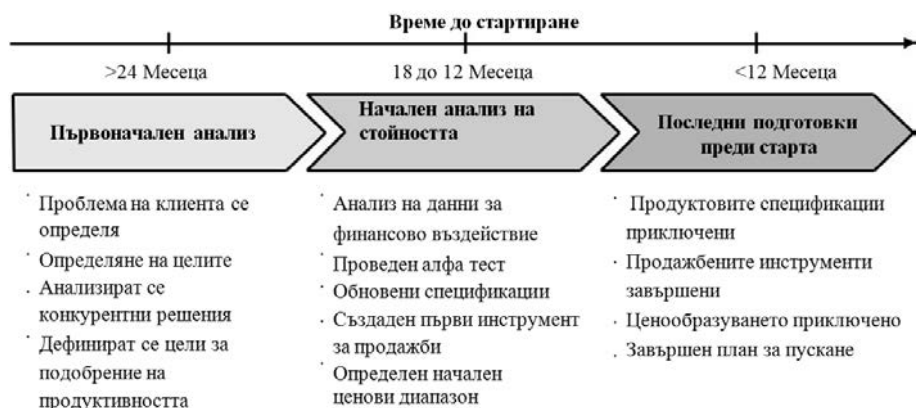 Време до стартиране
>24 Месеца
18 до 12 Месеца
<12 Месеца
Първоначален анализ
Начален анализ на
стойността
Последни подготовки
преди старта
· Проблема на клиента се
определя
· Определяне на целите
· Анализират се
конкурентни решения
· Дефинират се цели за
подобрение на
продуктивността
· Анализ на данни за
финансово въздействие
· Проведен алфа тест
· Обновени спецификации
· Създаден първи инструмент
за продажби
· Определен начален
ценови диапазон
· Продуктовите спецификации
приключени
· Продажбените инструменти
завършени
· Ценообразуването приключено
· Завършен план за пускане